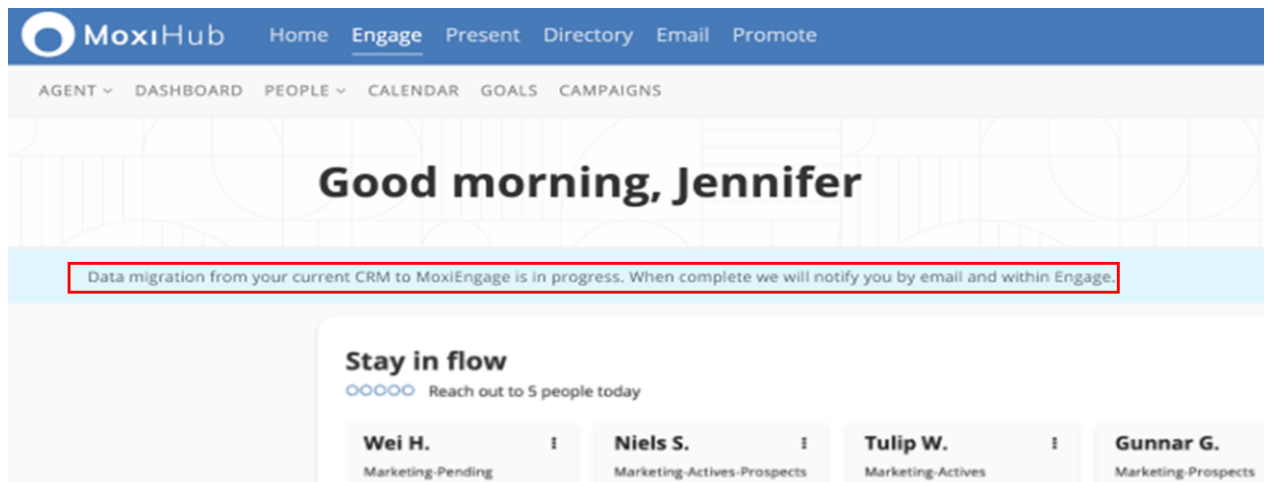 MoxiHub Home Engage Present Directory Email Promote
AGENT DASHBOARD PEOPLE CALENDAR GOALS CAMPAIGNS
Good morning, Jennifer
Data migration from your current CRM to MoxiEngage is in progress. When complete we will notify you by email and within Engage.
Stay in flow
Reach out to 5 people today
Wei H. Niels S. Tulip W. Gunnar G.
Marketing-Pending Marketing-Actives-Prospects Marketing-Actives Marketing-Prospects